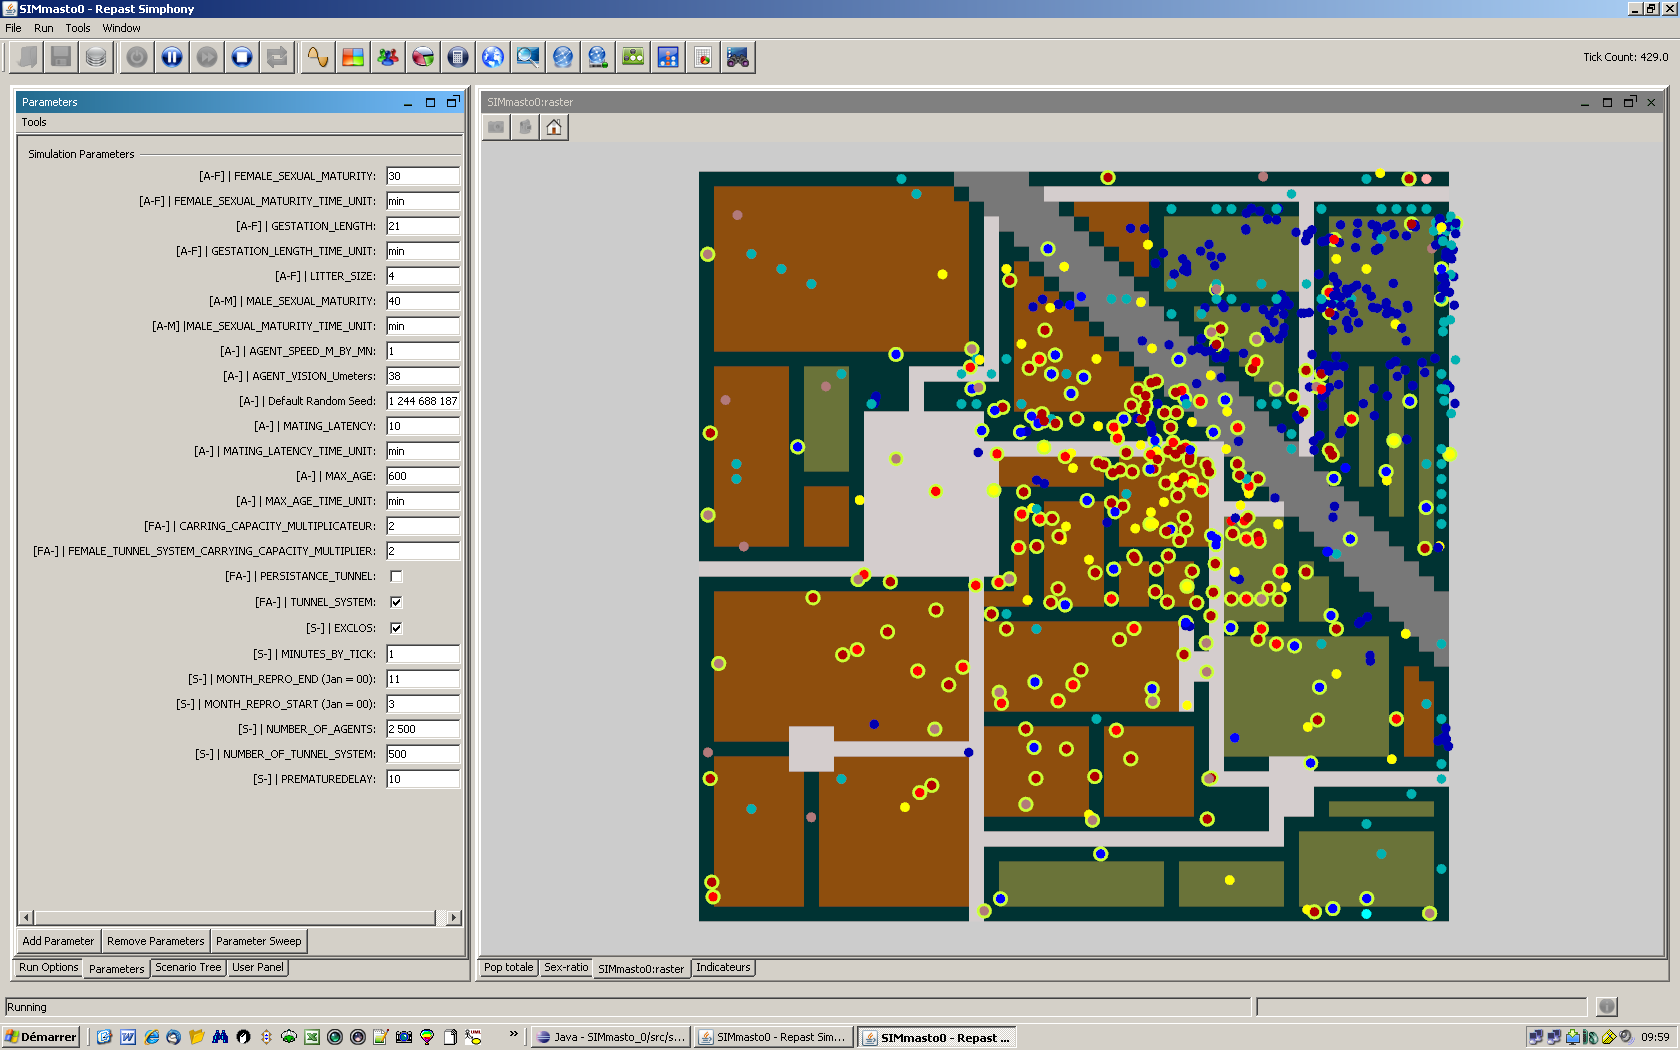 SIMmasto0 - Repast Simphony
File Run Tools Window
Tick Count: 429.0
Parameters
Tools
Simulation Parameters
[A-F] | FEMALE_SEXUAL_MATURITY: 30
[A-F] | FEMALE_SEXUAL_MATURITY_TIME_UNIT: min
[A-F] | GESTATION_LENGTH: 21
[A-F] | GESTATION_LENGTH_TIME_UNIT: min
[A-F] | LITTER_SIZE: 4
[A-M] | MALE_SEXUAL_MATURITY: 40
[A-M] |MALE_SEXUAL_MATURITY_TIME_UNIT: min
[A-] | AGENT_SPEED_M_BY_MN: 1
[A-] | AGENT_VISION_Umeters: 38
[A-] | Default Random Seed: 1 244 688 187
[A-] | MATING_LATENCY: 10
[A-] | MATING_LATENCY_TIME_UNIT: min
[A-] | MAX_AGE: 600
[A-] | MAX_AGE_TIME_UNIT: min
[FA-] | CARRING_CAPACITY_MULTIPLICATEUR: 2
[FA-] | FEMALE_TUNNEL_SYSTEM_CARRYING_CAPACITY_MULTIPLIER: 2
[FA-] | PERSISTANCE_TUNNEL:
[FA-] | TUNNEL_SYSTEM:
[S-] | EXCLOS:
[S-] | MINUTES_BY_TICK: 1
[S-] | MONTH_REPRO_END (Jan = 00): 11
[S-] | MONTH_REPRO_START (Jan = 00): 3
[S-] | NUMBER_OF_AGENTS: 2 500
[S-] | NUMBER_OF_TUNNEL_SYSTEM: 500
[S-] | PREMATUREDELAY: 10
Add Parameter Remove Parameters Parameter Sweep
Run Options Parameters Scenario Tree User Panel
SIMmasto0:raster
Pop totale Sex-ratio SIMmasto0:raster Indicateurs
Running
Démarrer » Java - SIMmasto_0/src/s... SIMmasto0 - Repast Sim... SIMmasto0 - Repast ... 09:59